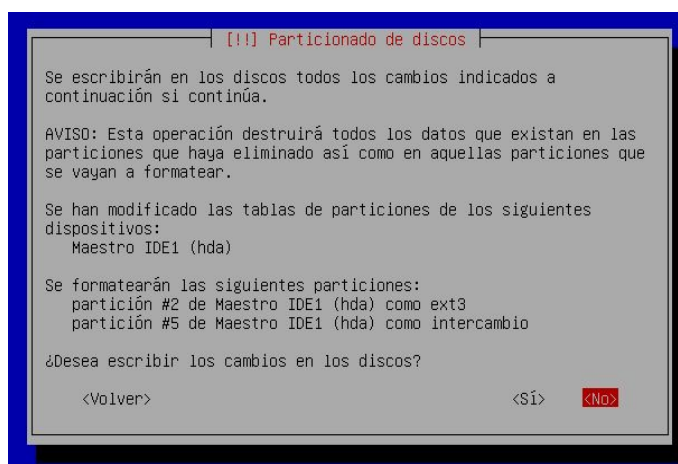 [!!] Particionado de discos
Se escribirán en los discos todos los cambios indicados a
continuación si continúa.
AVISO: Esta operación destruirá todos los datos que existan en las
particiones que haya eliminado así como en aquellas particiones que
se vayan a formatear.
Se han modificado las tablas de particiones de los siguientes
dispositivos:
Maestro IDE1 (hda)
Se formatearán las siguientes particiones:
partición #2 de Maestro IDE1 (hda) como ext3
partición #5 de Maestro IDE1 (hda) como intercambio
¿Desea escribir los cambios en los discos?
<Volver> <Sí> <No>